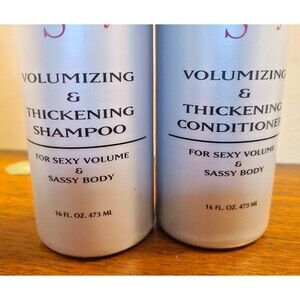 VOLUMIZING
&
THICKENING
SHAMPOO
FOR SEXY VOLUME
&
SASSY BODY
16 FL. OZ. 473 ML
VOLUMIZING
&
THICKENING
CONDITIONER
FOR SEXY VOLUME
&
SASSY BODY
16 FL. OZ. 473 ML